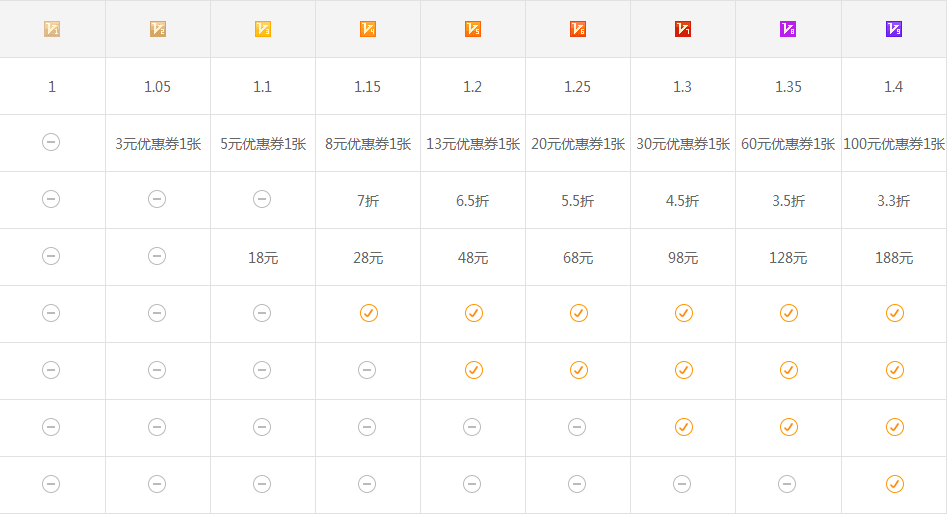 V1 V2 V3 V4 V5 V6 V7 V8 V9
1 1.05 1.1 1.15 1.2 1.25 1.3 1.35 1.4
3元优惠券1张 5元优惠券1张 8元优惠券1张 13元优惠券1张 20元优惠券1张 30元优惠券1张 60元优惠券1张 100元优惠券1张
7折 6.5折 5.5折 4.5折 3.5折 3.3折
18元 28元 48元 68元 98元 128元 188元